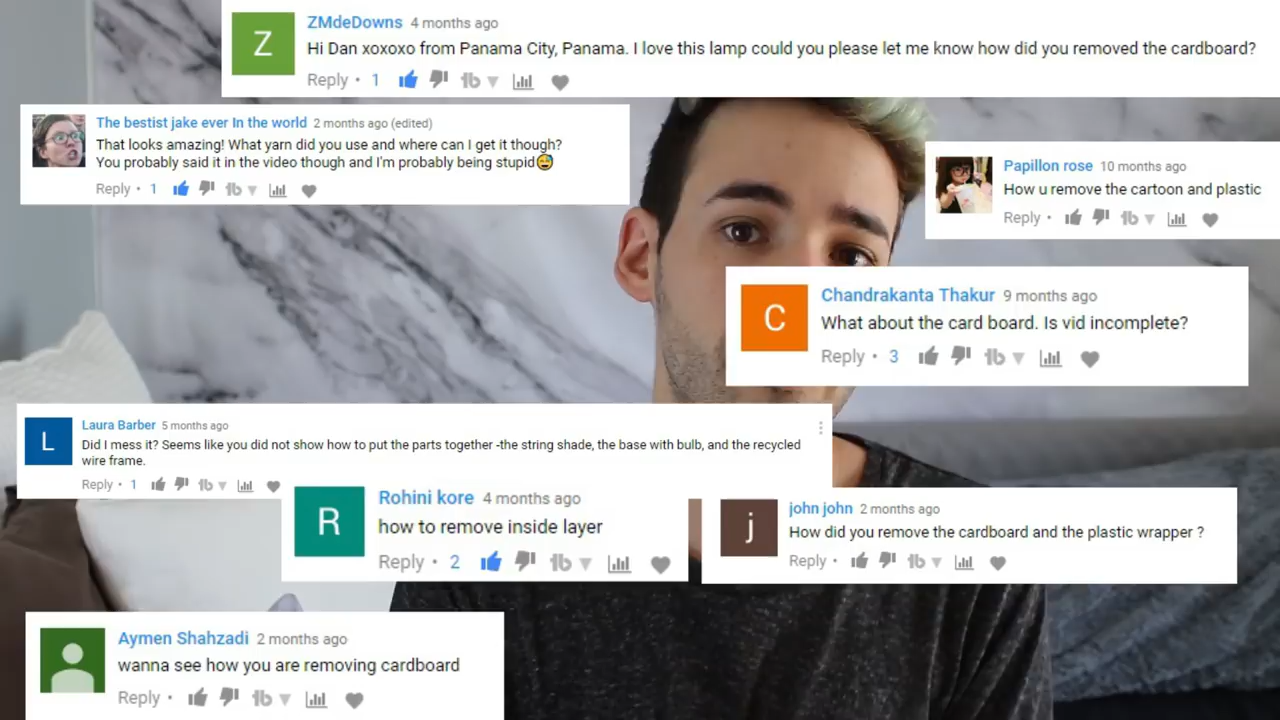 Z
ZMdeDowns 4 months ago
Hi Dan xoxoxo from Panama City, Panama. I love this lamp could you please let me know how did you removed the cardboard?
Reply • 1
The bestist jake ever In the world 2 months ago (edited)
That looks amazing! What yarn did you use and where can I get it though?
You probably said it in the video though and I'm probably being stupid😅
Reply • 1
Papillon rose 10 months ago
How u remove the cartoon and plastic
Reply •
C
Chandrakanta Thakur 9 months ago
What about the card board. Is vid incomplete?
Reply • 3
L
Laura Barber 5 months ago
Did I mess it? Seems like you did not show how to put the parts together -the string shade, the base with bulb, and the recycled
wire frame.
Reply • 1
R
Rohini kore 4 months ago
how to remove inside layer
Reply • 2
j
john john 2 months ago
How did you remove the cardboard and the plastic wrapper ?
Reply •
Aymen Shahzadi 2 months ago
wanna see how you are removing cardboard
Reply •